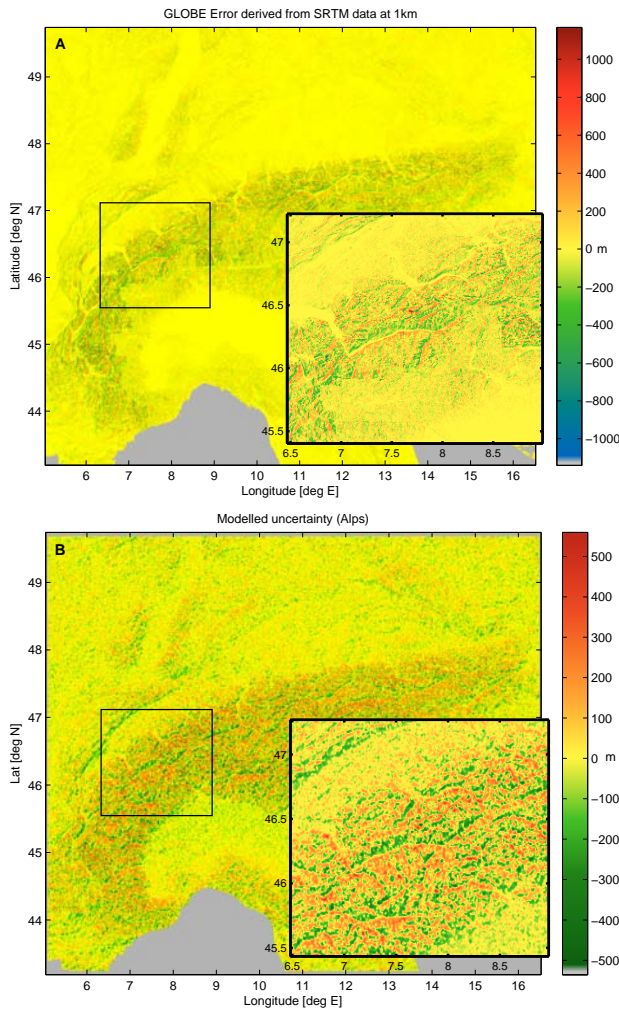 GLOBE Error derived from SRTM data at 1km
A
49
48
47
46
45
44
Latitude [deg N]
6 7 8 9 10 11 12 13 14 15 16
Longitude [deg E]
47
46.5
46
45.5
6.5 7 7.5 8 8.5
1000
800
600
400
200
0 m
−200
−400
−600
−800
−1000
Modelled uncertainty (Alps)
B
49
48
47
46
45
44
Lat [deg N]
6 7 8 9 10 11 12 13 14 15 16
Longitude [deg E]
47
46.5
46
45.5
6.5 7 7.5 8 8.5
500
400
300
200
100
0 m
−100
−200
−300
−400
−500